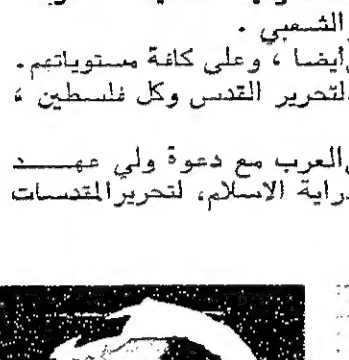 الشعبي .
أيضا ، وعلى كافة مستوياتهم.
لتحرير القدس وكل فلسطين ،
العرب مع دعوة ولي عهد
راية الاسلام، لتحرير المقدسات